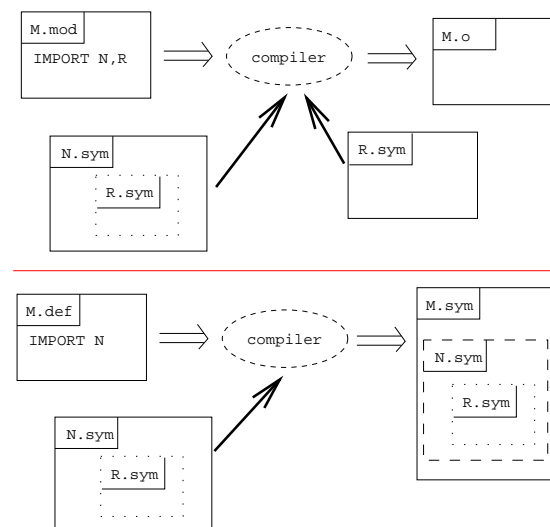 M.mod
IMPORT N,R
compiler
M.o
N.sym
R.sym
R.sym
M.def
IMPORT N
compiler
M.sym
N.sym
R.sym
N.sym
R.sym